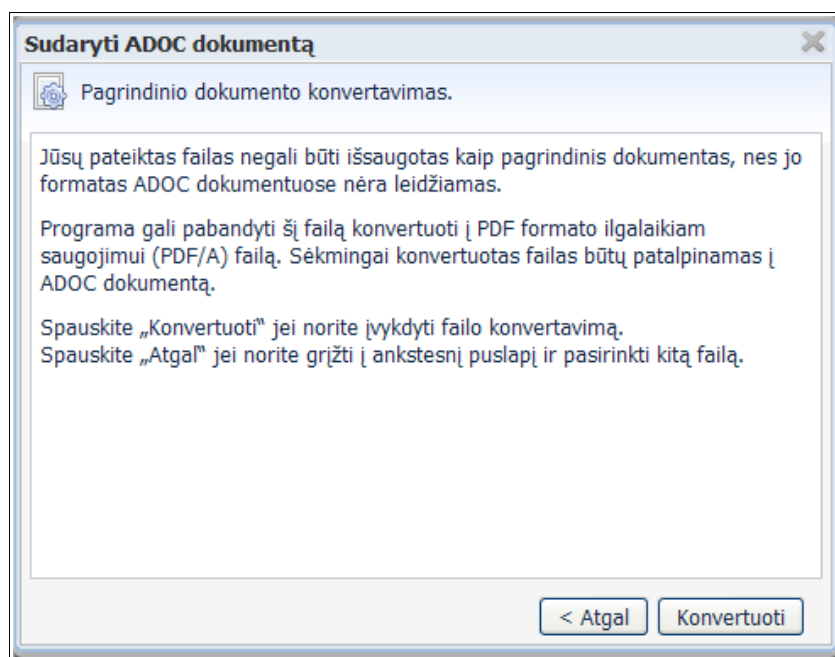 Sudaryti ADOC dokumentą
Pagrindinio dokumento konvertavimas.
Jūsų pateiktas failas negali būti išsaugotas kaip pagrindinis dokumentas, nes jo
formatas ADOC dokumentuose nėra leidžiamas.
Programa gali pabandyti šį failą konvertuoti į PDF formato ilgalaikiam
saugojimui (PDF/A) failą. Sėkmingai konvertuotas failas būtų patalpinamas į
ADOC dokumentą.
Spauskite „Konvertuoti‟ jei norite įvykdyti failo konvertavimą.
Spauskite „Atgal‟ jei norite grįžti į ankstesnį puslapį ir pasirinkti kitą failą.
< Atgal
Konvertuoti